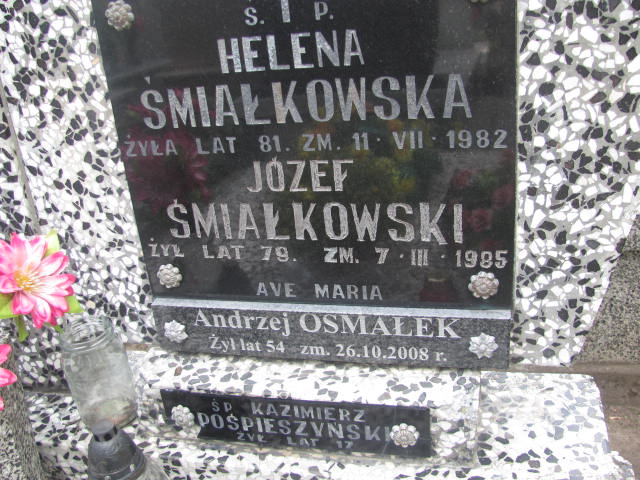 Ś. P.
HELENA
ŚMIAŁKOWSKA
ŻYŁA LAT 81. ZM. 11·VII·1982
JÓZEF
ŚMIAŁKOWSKI
ŻYŁ LAT 79. ZM. 7·III·1985
AVE MARIA
Andrzej OSMAŁEK
Żył lat 54 zm. 26.10.2008 r.
ŚP. KAZIMIERZ
POŚPIESZYŃSKI
ŻYŁ LAT 17